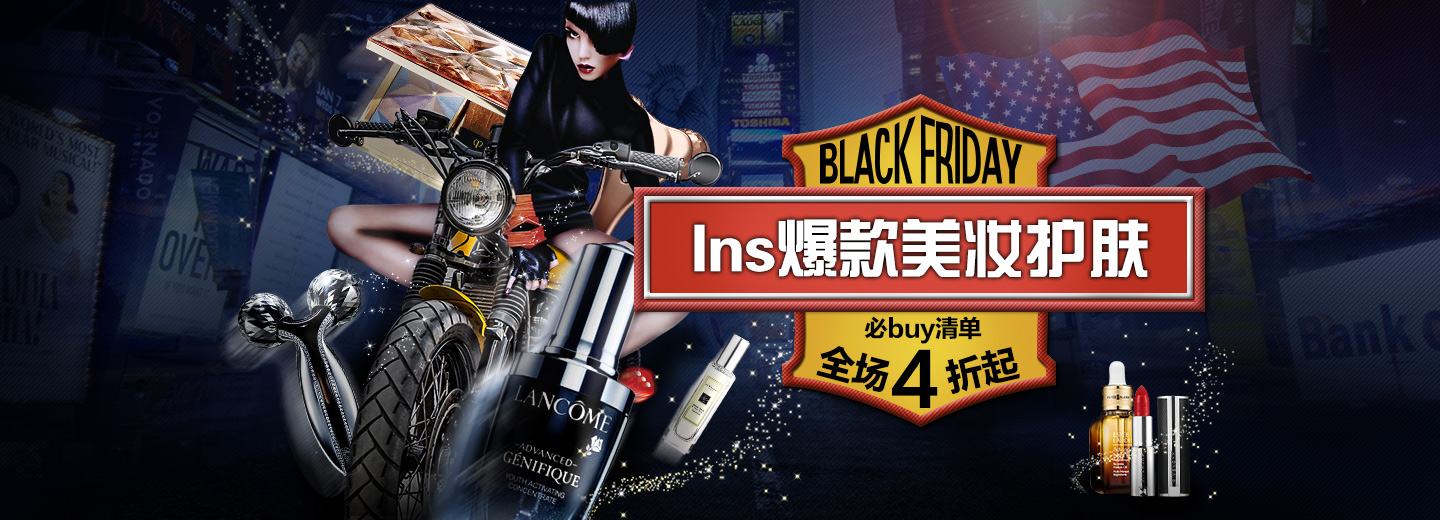 BLACK FRIDAY
Ins爆款美妆护肤
必buy清单
全场4折起
LANCÔME
ADVANCED
GÉNIFIQUE
YOUTH ACTIVATING
CONCENTRATE
TOSHIBA
VORNADO
OVER
Bank